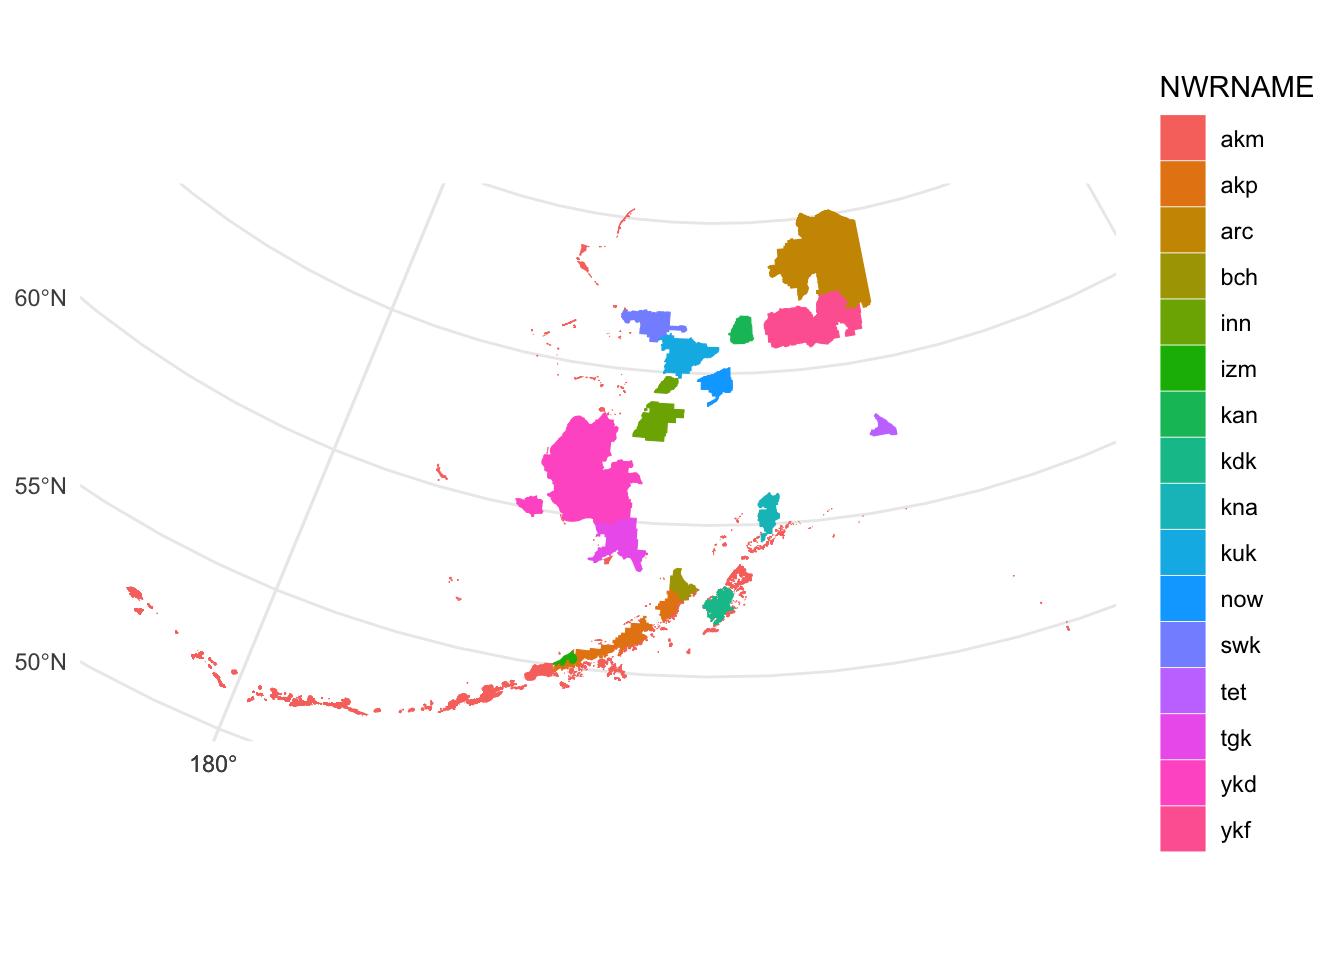 60°N
55°N
50°N
180°
NWRNAME
akm
akp
arc
bch
inn
izm
kan
kdk
kna
kuk
now
swk
tet
tgk
ykd
ykf